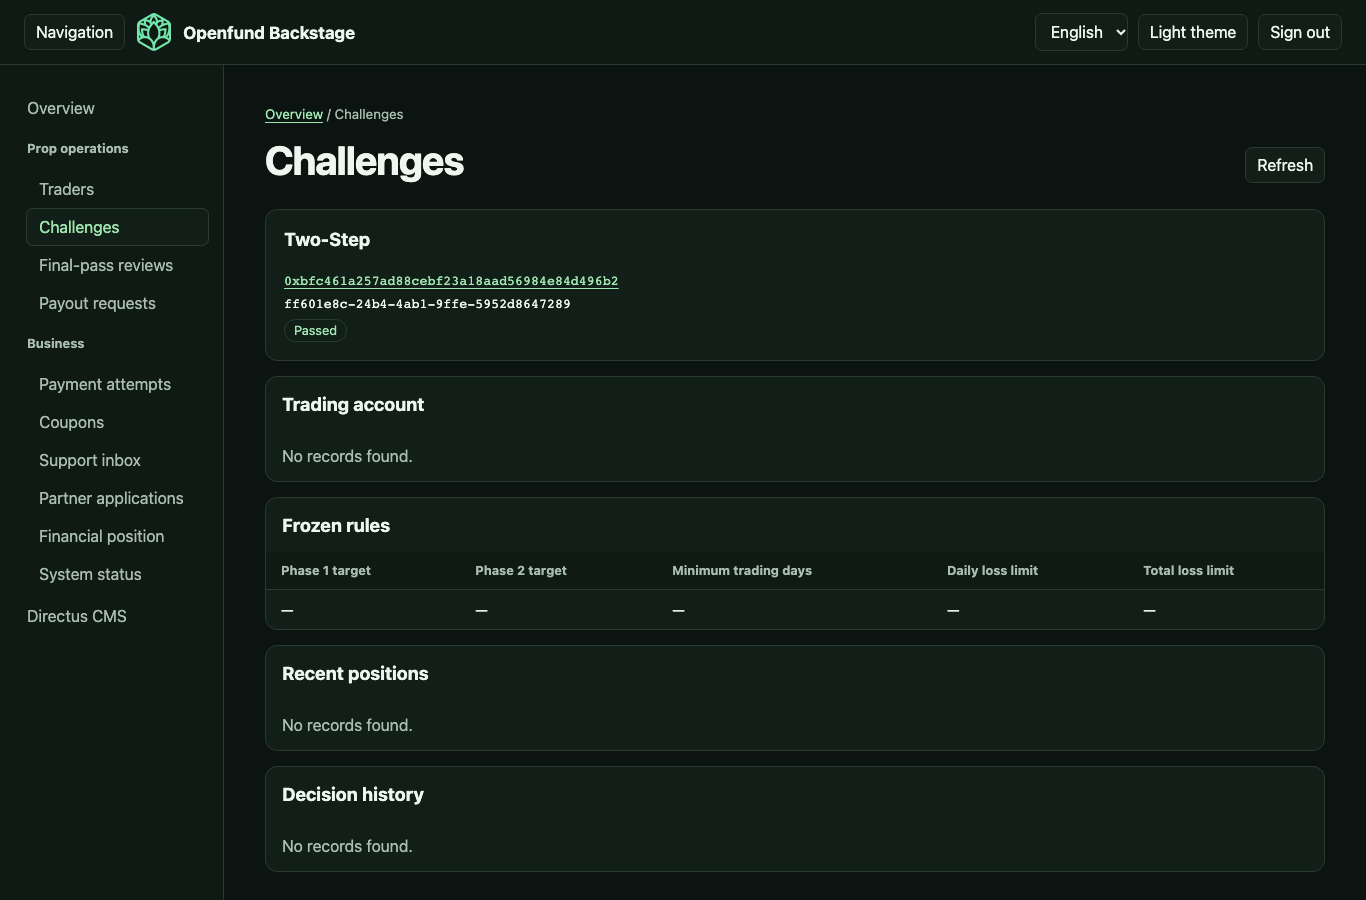 Navigation
Openfund Backstage
English
Light theme
Sign out
Overview
Prop operations
Traders
Challenges
Final-pass reviews
Payout requests
Business
Payment attempts
Coupons
Support inbox
Partner applications
Financial position
System status
Directus CMS
Overview / Challenges
Challenges
Refresh
Two-Step
0xbfc461a257ad88cebf23a18aad56984e84d496b2
ff601e8c-24b4-4ab1-9ffe-5952d8647289
Passed
Trading account
No records found.
Frozen rules
Phase 1 target Phase 2 target Minimum trading days Daily loss limit Total loss limit
— — — — —
Recent positions
No records found.
Decision history
No records found.